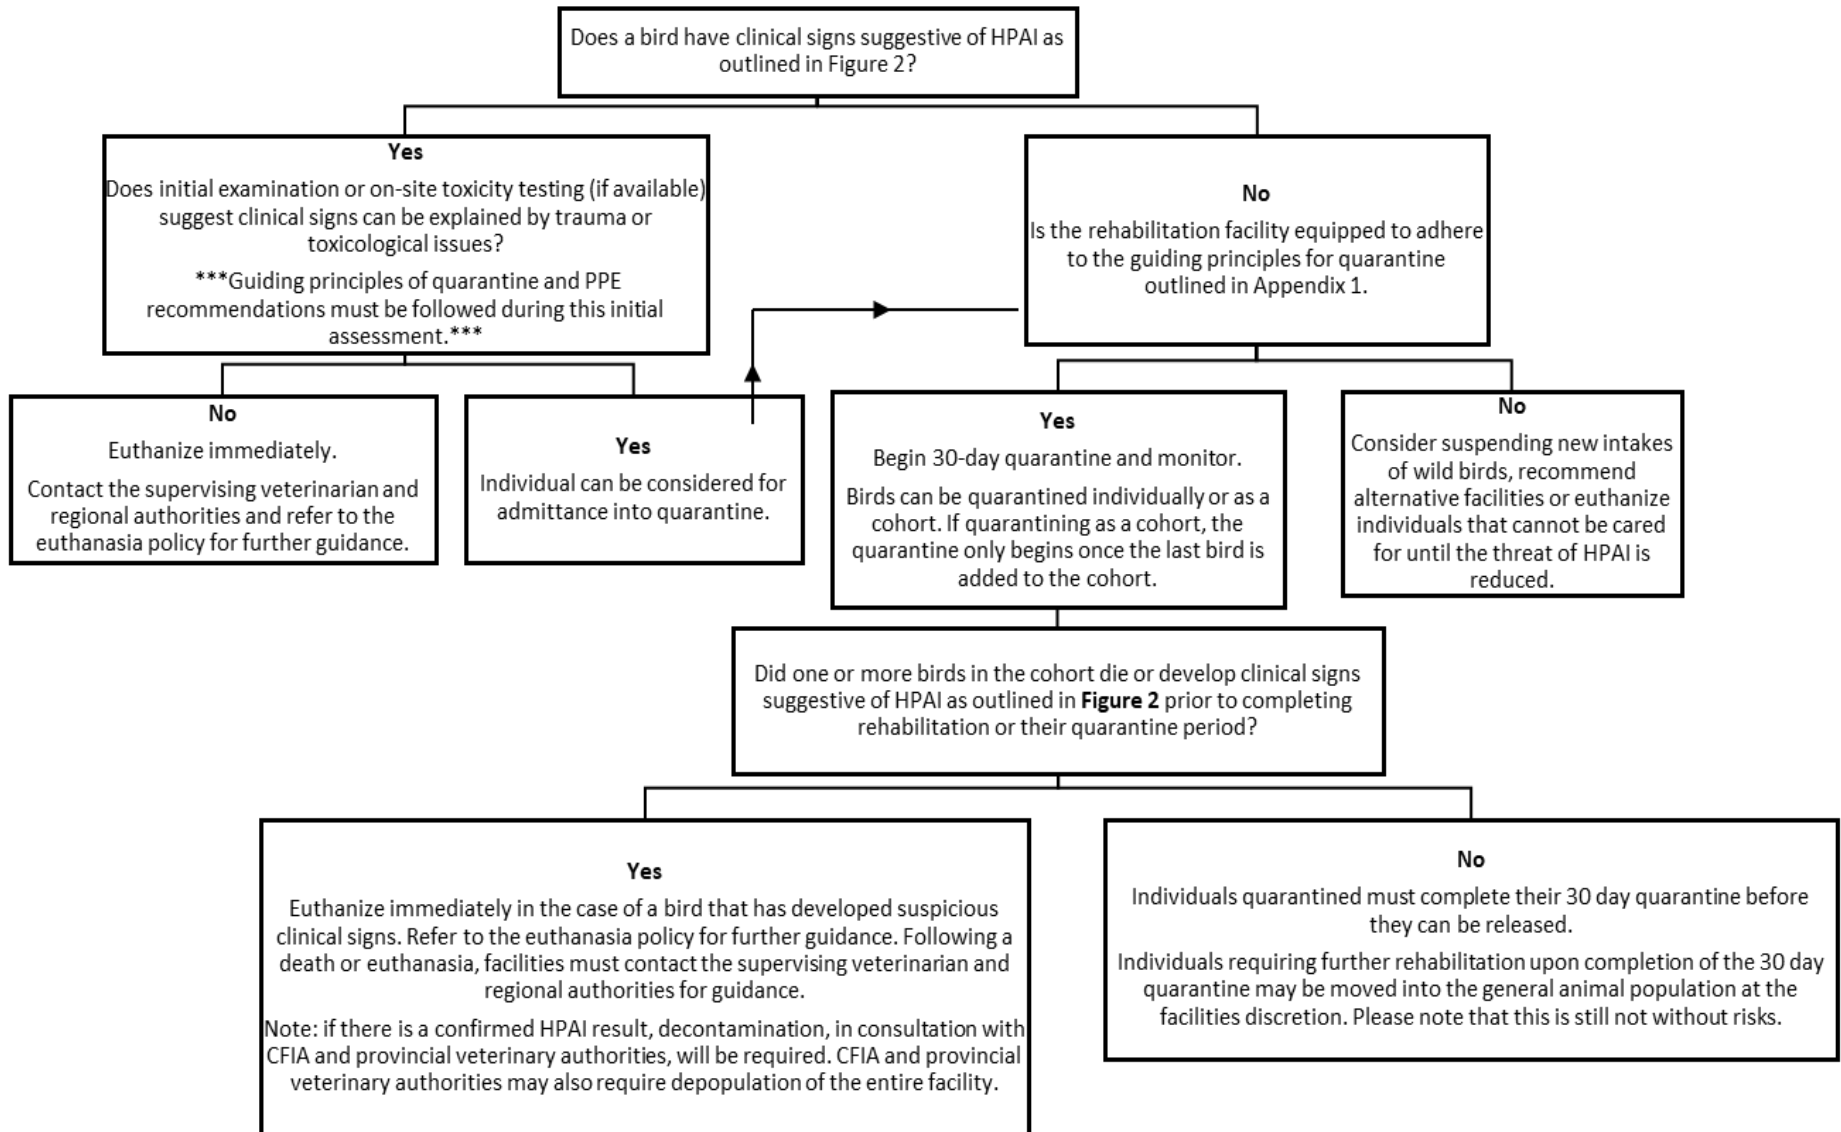 Does a bird have clinical signs suggestive of HPAI as
outlined in Figure 2?
Yes
Does initial examination or on-site toxicity testing (if available)
suggest clinical signs can be explained by trauma or
toxicological issues?
***Guiding principles of quarantine and PPE
recommendations must be followed during this initial
assessment.***
No
Is the rehabilitation facility equipped to adhere
to the guiding principles for quarantine
outlined in Appendix 1.
No
Euthanize immediately.
Contact the supervising veterinarian and
regional authorities and refer to the
euthanasia policy for further guidance.
Yes
Individual can be considered for
admittance into quarantine.
Yes
Begin 30-day quarantine and monitor.
Birds can be quarantined individually or as a
cohort. If quarantining as a cohort, the
quarantine only begins once the last bird is
added to the cohort.
No
Consider suspending new intakes
of wild birds, recommend
alternative facilities or euthanize
individuals that cannot be cared
for until the threat of HPAI is
reduced.
Did one or more birds in the cohort die or develop clinical signs
suggestive of HPAI as outlined in Figure 2 prior to completing
rehabilitation or their quarantine period?
Yes
Euthanize immediately in the case of a bird that has developed suspicious
clinical signs. Refer to the euthanasia policy for further guidance. Following a
death or euthanasia, facilities must contact the supervising veterinarian and
regional authorities for guidance.
Note: if there is a confirmed HPAI result, decontamination, in consultation with
CFIA and provincial veterinary authorities, will be required. CFIA and provincial
veterinary authorities may also require depopulation of the entire facility.
No
Individuals quarantined must complete their 30 day quarantine before
they can be released.
Individuals requiring further rehabilitation upon completion of the 30 day
quarantine may be moved into the general animal population at the
facilities discretion. Please note that this is still not without risks.